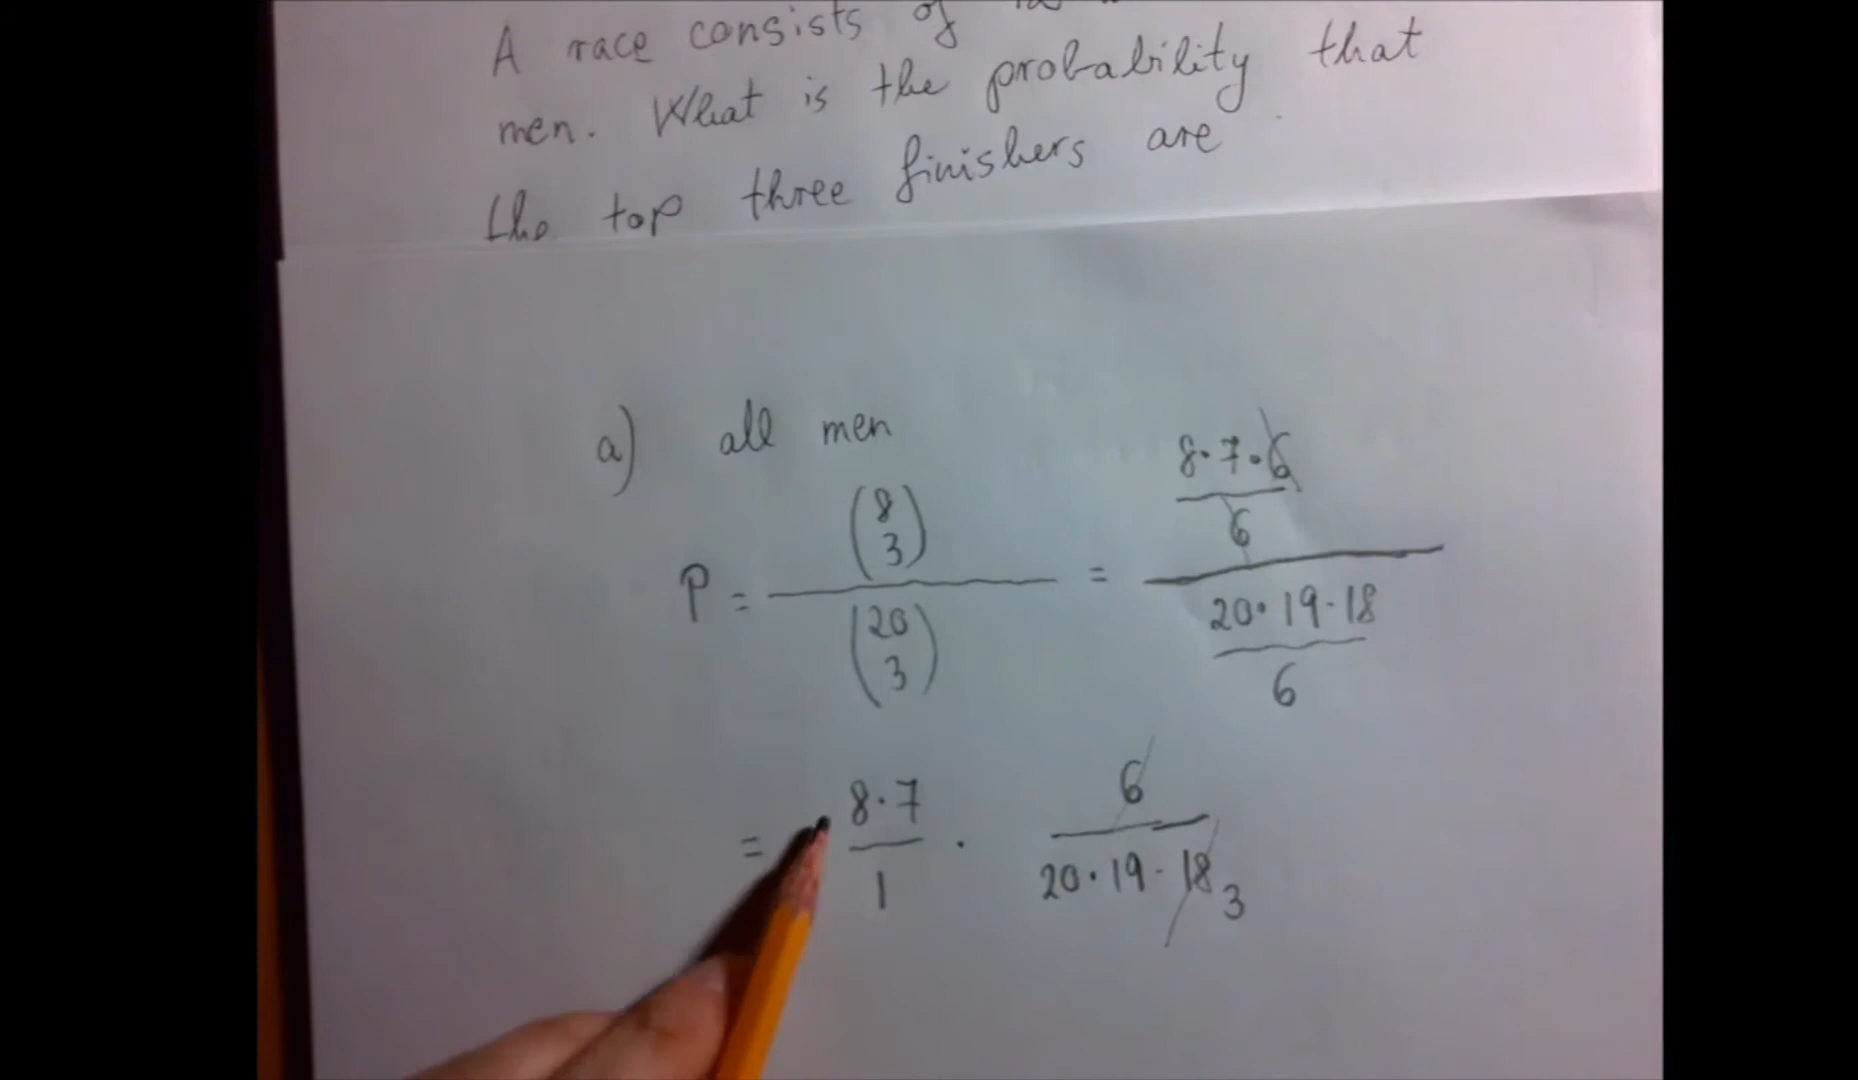 A race consists of
men. What is the probability that
the top three finishers are
a) all men
P = (8 3) / (20 3) = (8·7·6 / 6) / (20·19·18 / 6)
= 8·7 / 1 · 6 / 20·19·18 3